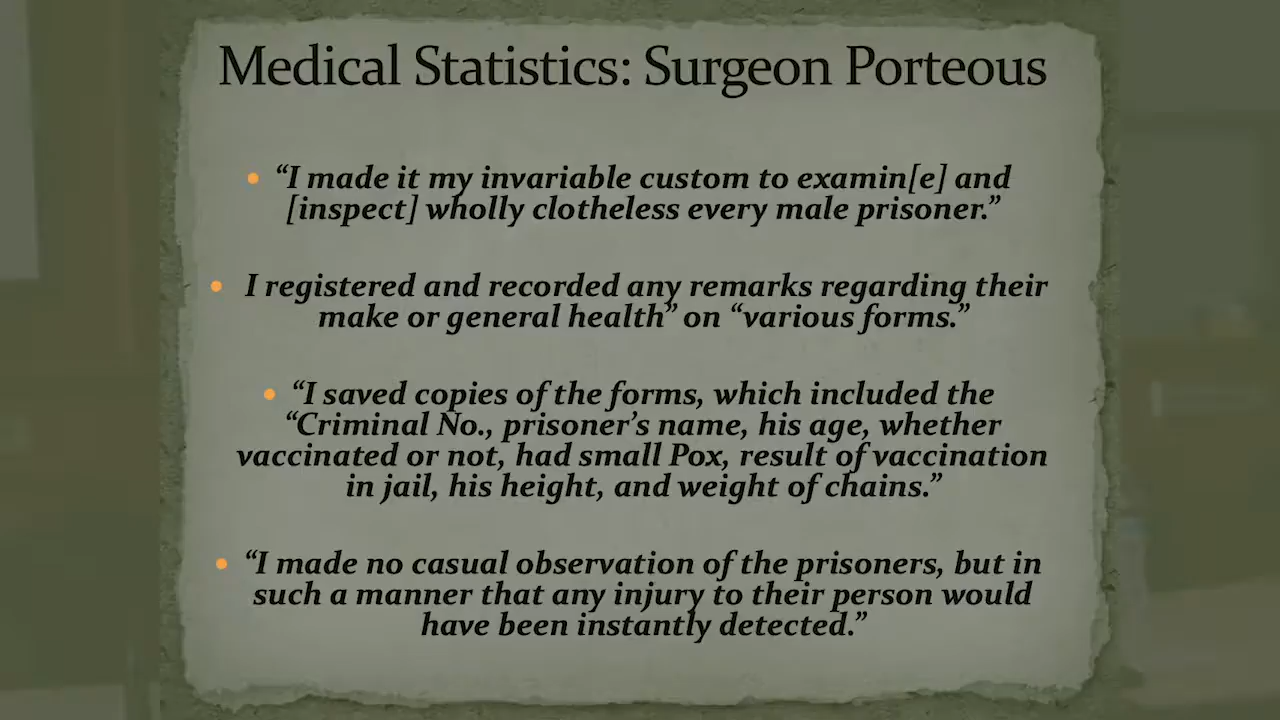 Medical Statistics: Surgeon Porteous
• “I made it my invariable custom to examin[e] and
[inspect] wholly clotheless every male prisoner.”
• I registered and recorded any remarks regarding their
make or general health” on “various forms.”
• “I saved copies of the forms, which included the
“Criminal No., prisoner’s name, his age, whether
vaccinated or not, had small Pox, result of vaccination
in jail, his height, and weight of chains.”
• “I made no casual observation of the prisoners, but in
such a manner that any injury to their person would
have been instantly detected.”